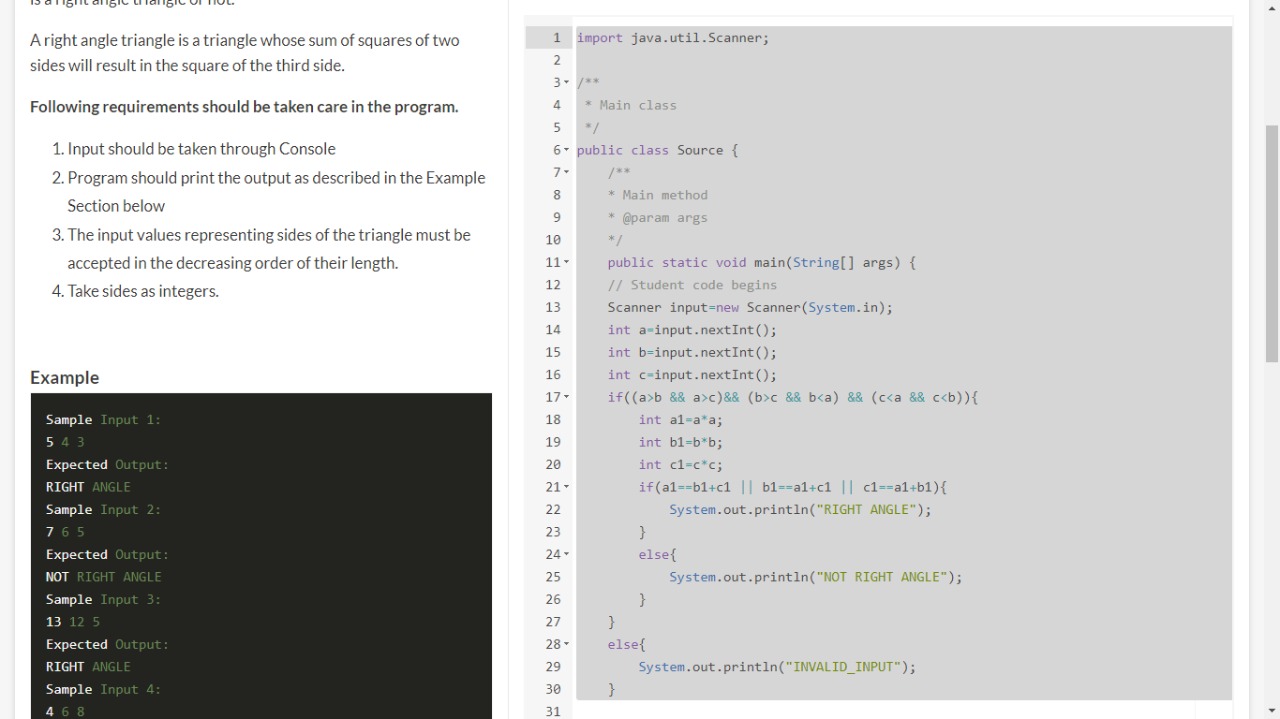 is a right angle triangle or not.
A right angle triangle is a triangle whose sum of squares of two
sides will result in the square of the third side.
Following requirements should be taken care in the program.
1. Input should be taken through Console
2. Program should print the output as described in the Example
Section below
3. The input values representing sides of the triangle must be
accepted in the decreasing order of their length.
4. Take sides as integers.
Example
Sample Input 1:
5 4 3
Expected Output:
RIGHT ANGLE
Sample Input 2:
7 6 5
Expected Output:
NOT RIGHT ANGLE
Sample Input 3:
13 12 5
Expected Output:
RIGHT ANGLE
Sample Input 4:
4 6 8
1 import java.util.Scanner;
2
3 /**
4 * Main class
5 */
6 public class Source {
7 /**
8 * Main method
9 * @param args
10 */
11 public static void main(String[] args) {
12 // Student code begins
13 Scanner input=new Scanner(System.in);
14 int a=input.nextInt();
15 int b=input.nextInt();
16 int c=input.nextInt();
17 if((a>b && a>c)&& (b>c && b<a) && (c<a && c<b)){
18 int a1=a*a;
19 int b1=b*b;
20 int c1=c*c;
21 if(a1==b1+c1 || b1==a1+c1 || c1==a1+b1){
22 System.out.println("RIGHT ANGLE");
23 }
24 else{
25 System.out.println("NOT RIGHT ANGLE");
26 }
27 }
28 else{
29 System.out.println("INVALID_INPUT");
30 }
31